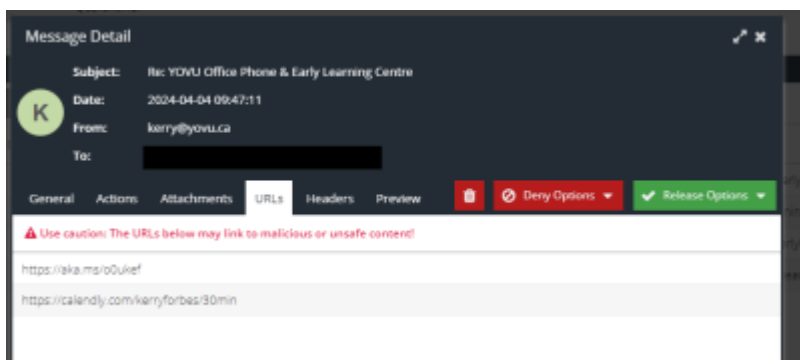 Message Detail
Subject: Re: YOVU Office Phone & Early Learning Centre
Date: 2024-04-04 09:47:11
K
From: kerry@yovu.ca
To:
General Actions Attachments URLs Headers Preview Deny Options Release Options
Use caution: The URLs below may link to malicious or unsafe content!
https://aka.ms/o0ukef
https://calendly.com/kerryforbes/30min